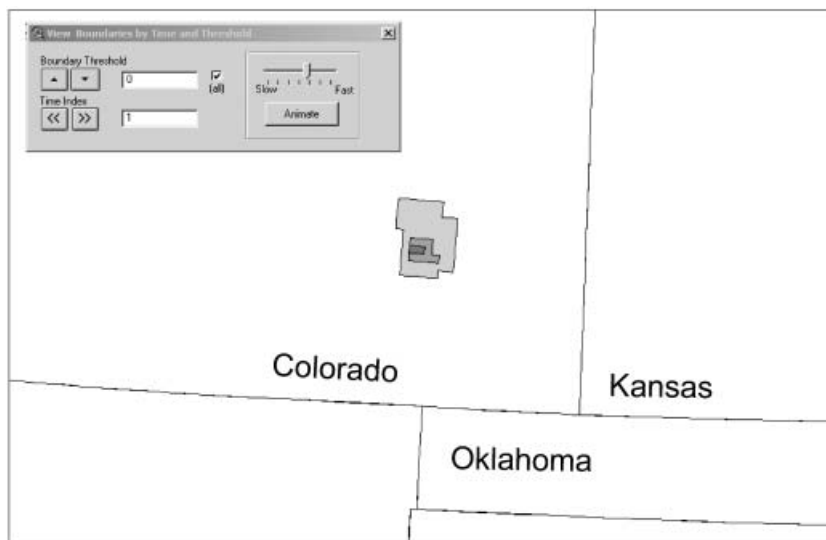 View Boundaries by Time and Threshold
Boundary Threshold
0
(all)
Time Index
1
Slow
Fast
Animate
Colorado
Kansas
Oklahoma